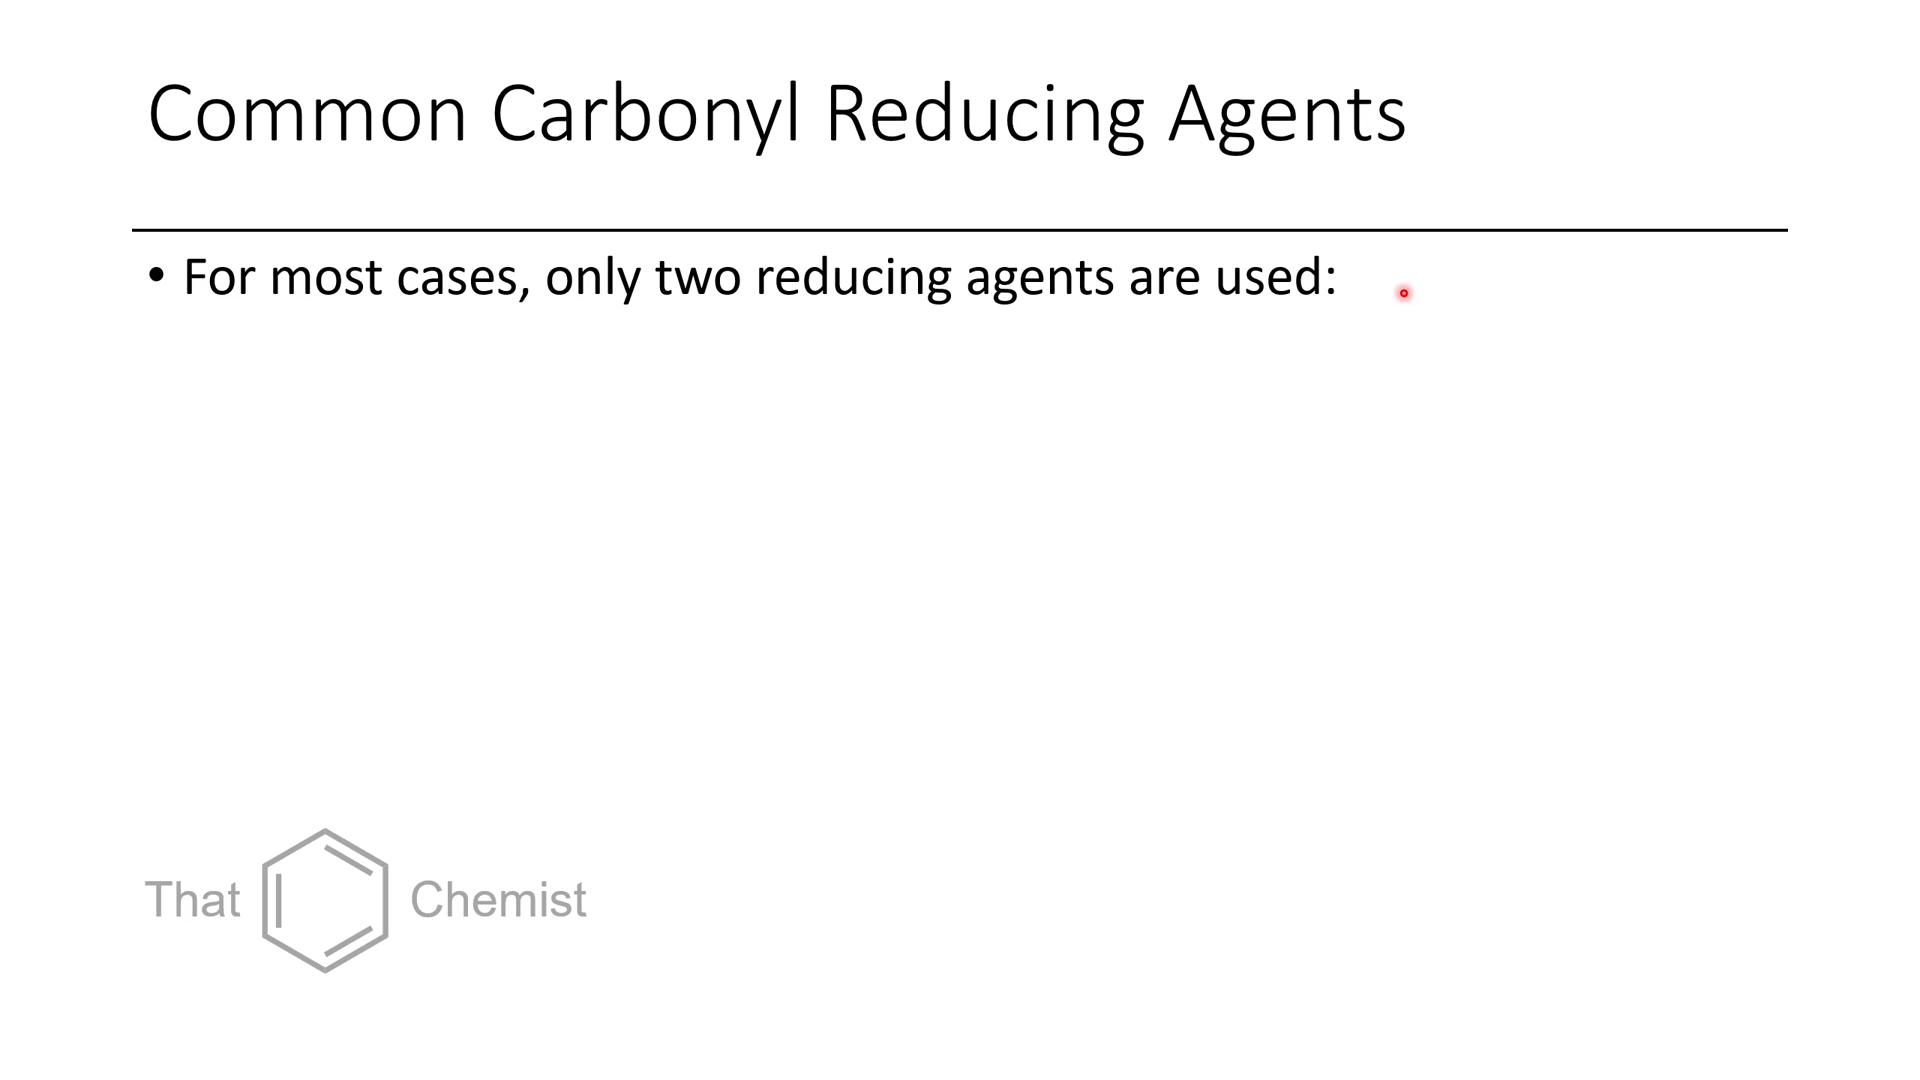 Common Carbonyl Reducing Agents
• For most cases, only two reducing agents are used:
That Chemist